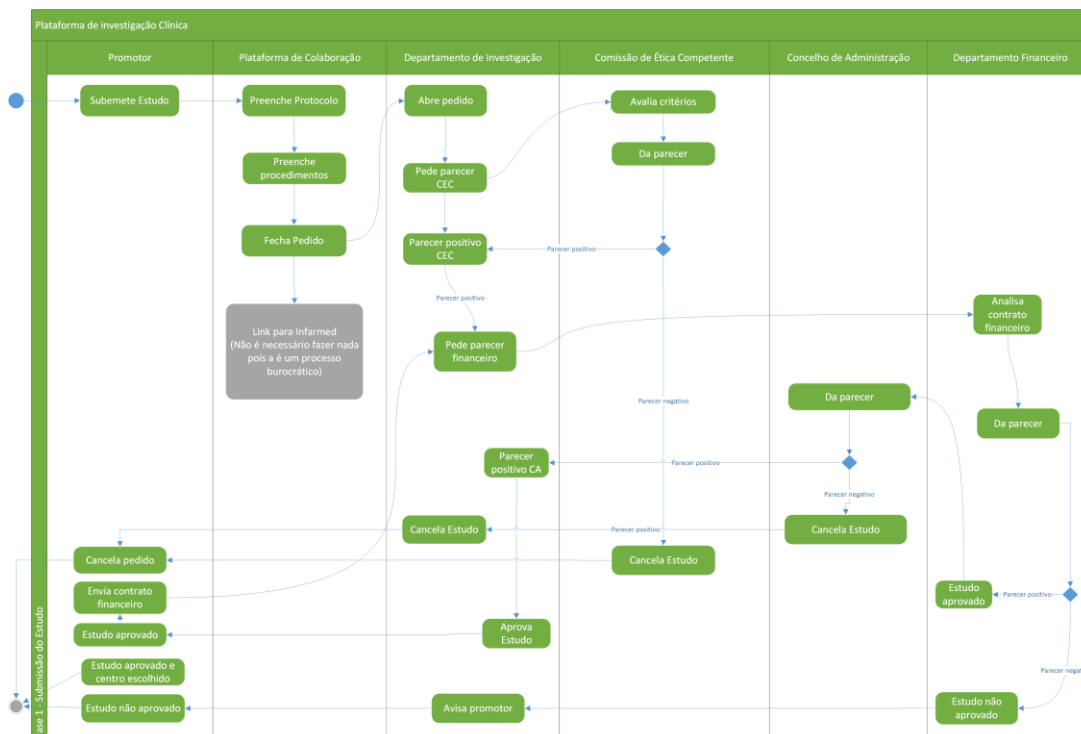 Plataforma de investigação Clínica
Promotor
Plataforma de Colaboração
Departamento de Investigação
Comissão de Ética Competente
Concelho de Administração
Departamento Financeiro
ase 1 - Submissão do Estudo
Subemete Estudo
Preenche Protocolo
Abre pedido
Avalia critérios
Da parecer
Preenche
procedimentos
Pede parecer
CEC
Fecha Pedido
Parecer positivo
CEC
Parecer positivo
Parecer positivo
Link para Infarmed
(Não é necessário fazer nada
pois a é um processo
burocrático)
Pede parecer
financeiro
Analisa
contrato
financeiro
Parecer negativo
Da parecer
Da parecer
Parecer
positivo CA
Parecer positivo
Parecer negativo
Cancela Estudo
Parecer positivo
Cancela Estudo
Cancela pedido
Cancela Estudo
Envia contrato
financeiro
Estudo
aprovado
Parecer positivo
Estudo aprovado
Aprova
Estudo
Estudo aprovado e
centro escolhido
Parecer negat
Estudo não aprovado
Avisa promotor
Estudo não
aprovado